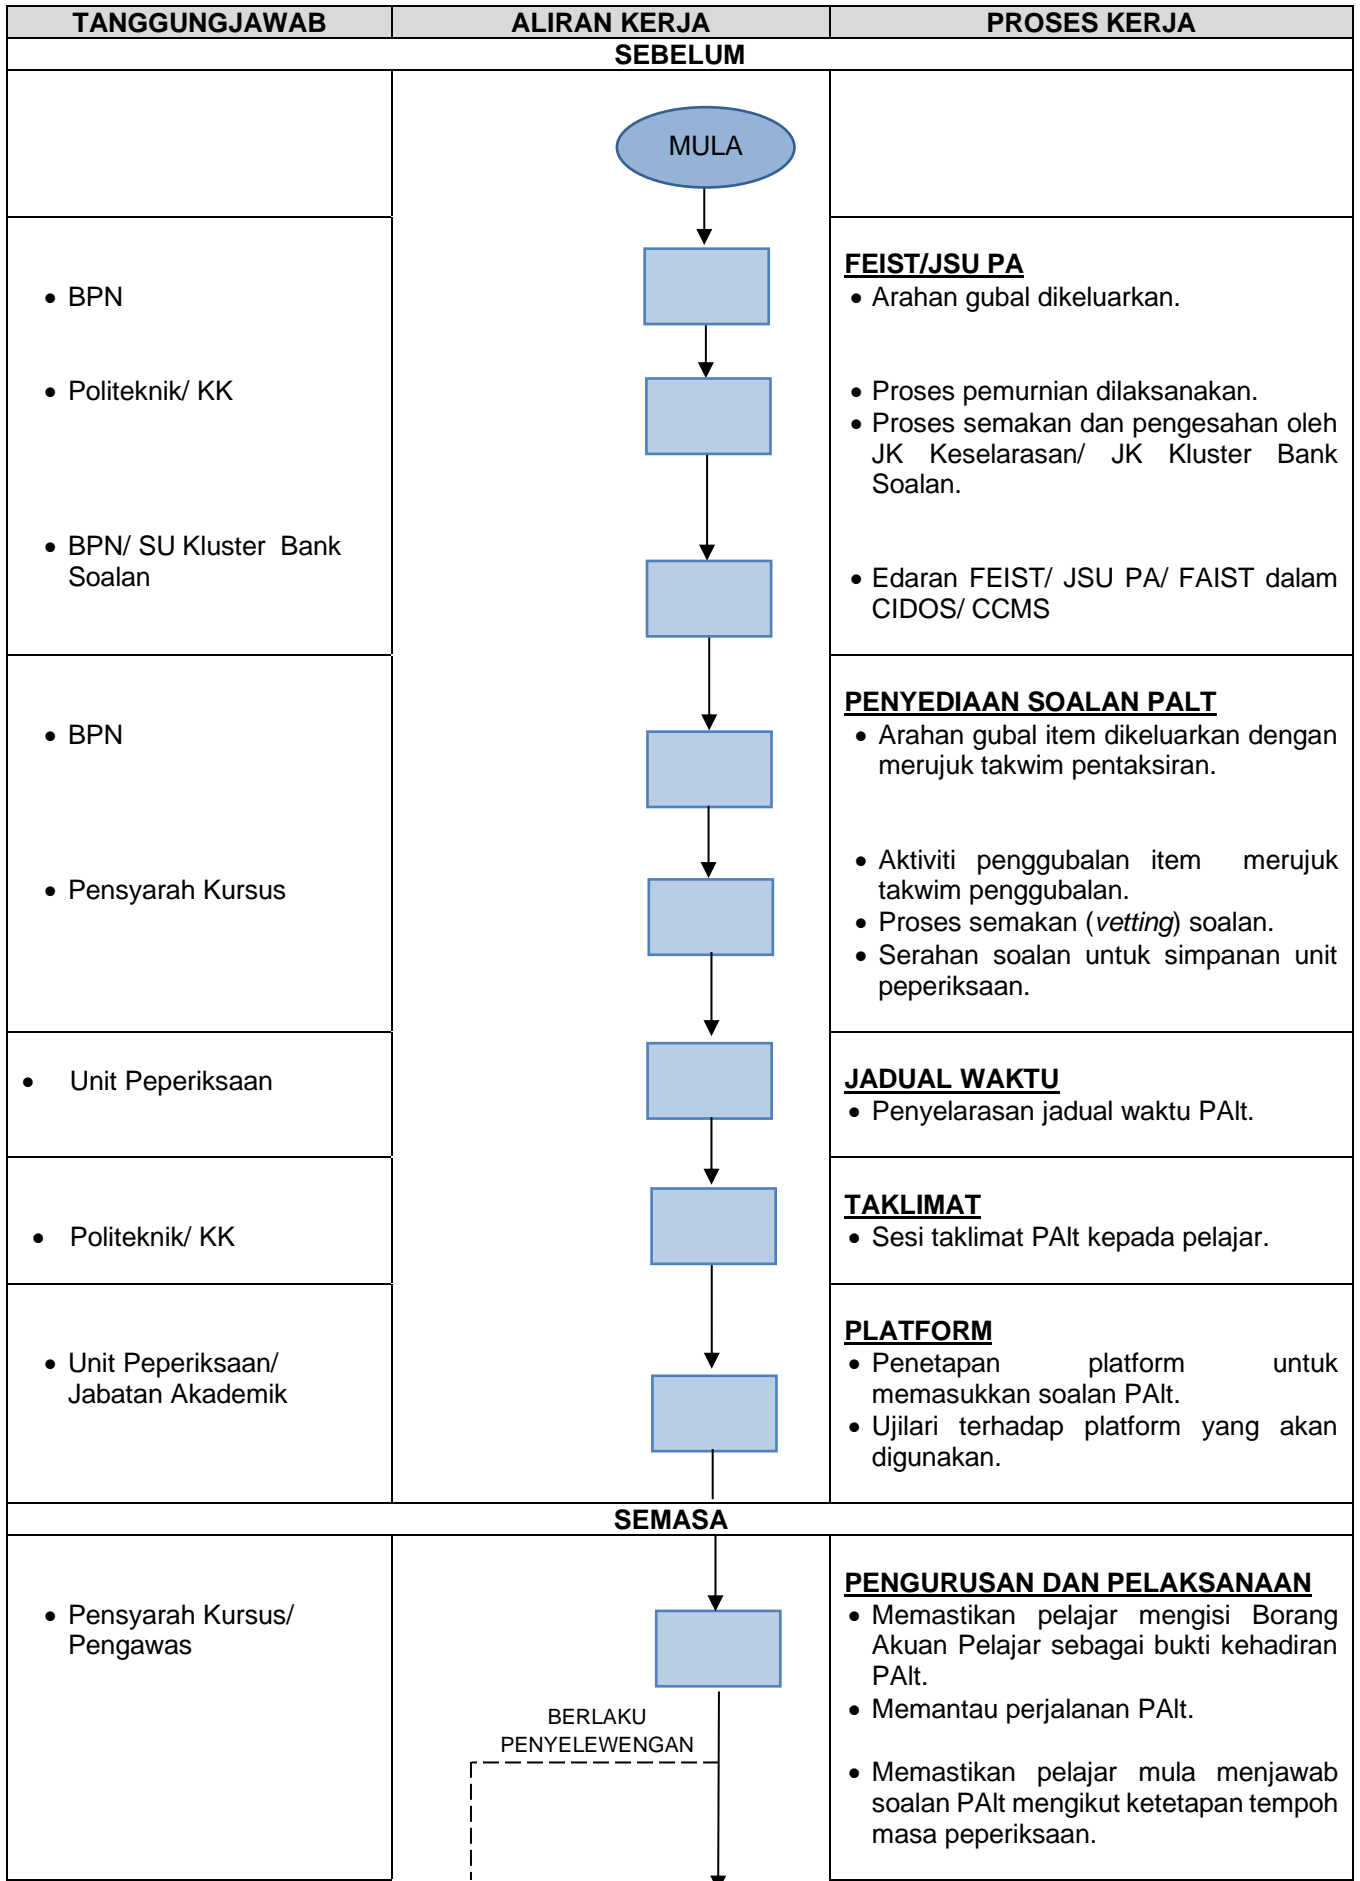 TANGGUNGJAWAB ALIRAN KERJA PROSES KERJA
SEBELUM
MULA
• BPN
FEIST/JSU PA
• Arahan gubal dikeluarkan.
• Politeknik/ KK
• Proses pemurnian dilaksanakan.
• Proses semakan dan pengesahan oleh
JK Keselarasan/ JK Kluster Bank
Soalan.
• BPN/ SU Kluster Bank
Soalan
• Edaran FEIST/ JSU PA/ FAIST dalam
CIDOS/ CCMS
• BPN
PENYEDIAAN SOALAN PALT
• Arahan gubal item dikeluarkan dengan
merujuk takwim pentaksiran.
• Pensyarah Kursus
• Aktiviti penggubalan item merujuk
takwim penggubalan.
• Proses semakan (vetting) soalan.
• Serahan soalan untuk simpanan unit
peperiksaan.
• Unit Peperiksaan
JADUAL WAKTU
• Penyelarasan jadual waktu PAlt.
• Politeknik/ KK
TAKLIMAT
• Sesi taklimat PAlt kepada pelajar.
• Unit Peperiksaan/
Jabatan Akademik
PLATFORM
• Penetapan platform untuk
memasukkan soalan PAlt.
• Ujilari terhadap platform yang akan
digunakan.
SEMASA
• Pensyarah Kursus/
Pengawas
BERLAKU
PENYELEWENGAN
PENGURUSAN DAN PELAKSANAAN
• Memastikan pelajar mengisi Borang
Akuan Pelajar sebagai bukti kehadiran
PAlt.
• Memantau perjalanan PAlt.
• Memastikan pelajar mula menjawab
soalan PAlt mengikut ketetapan tempoh
masa peperiksaan.